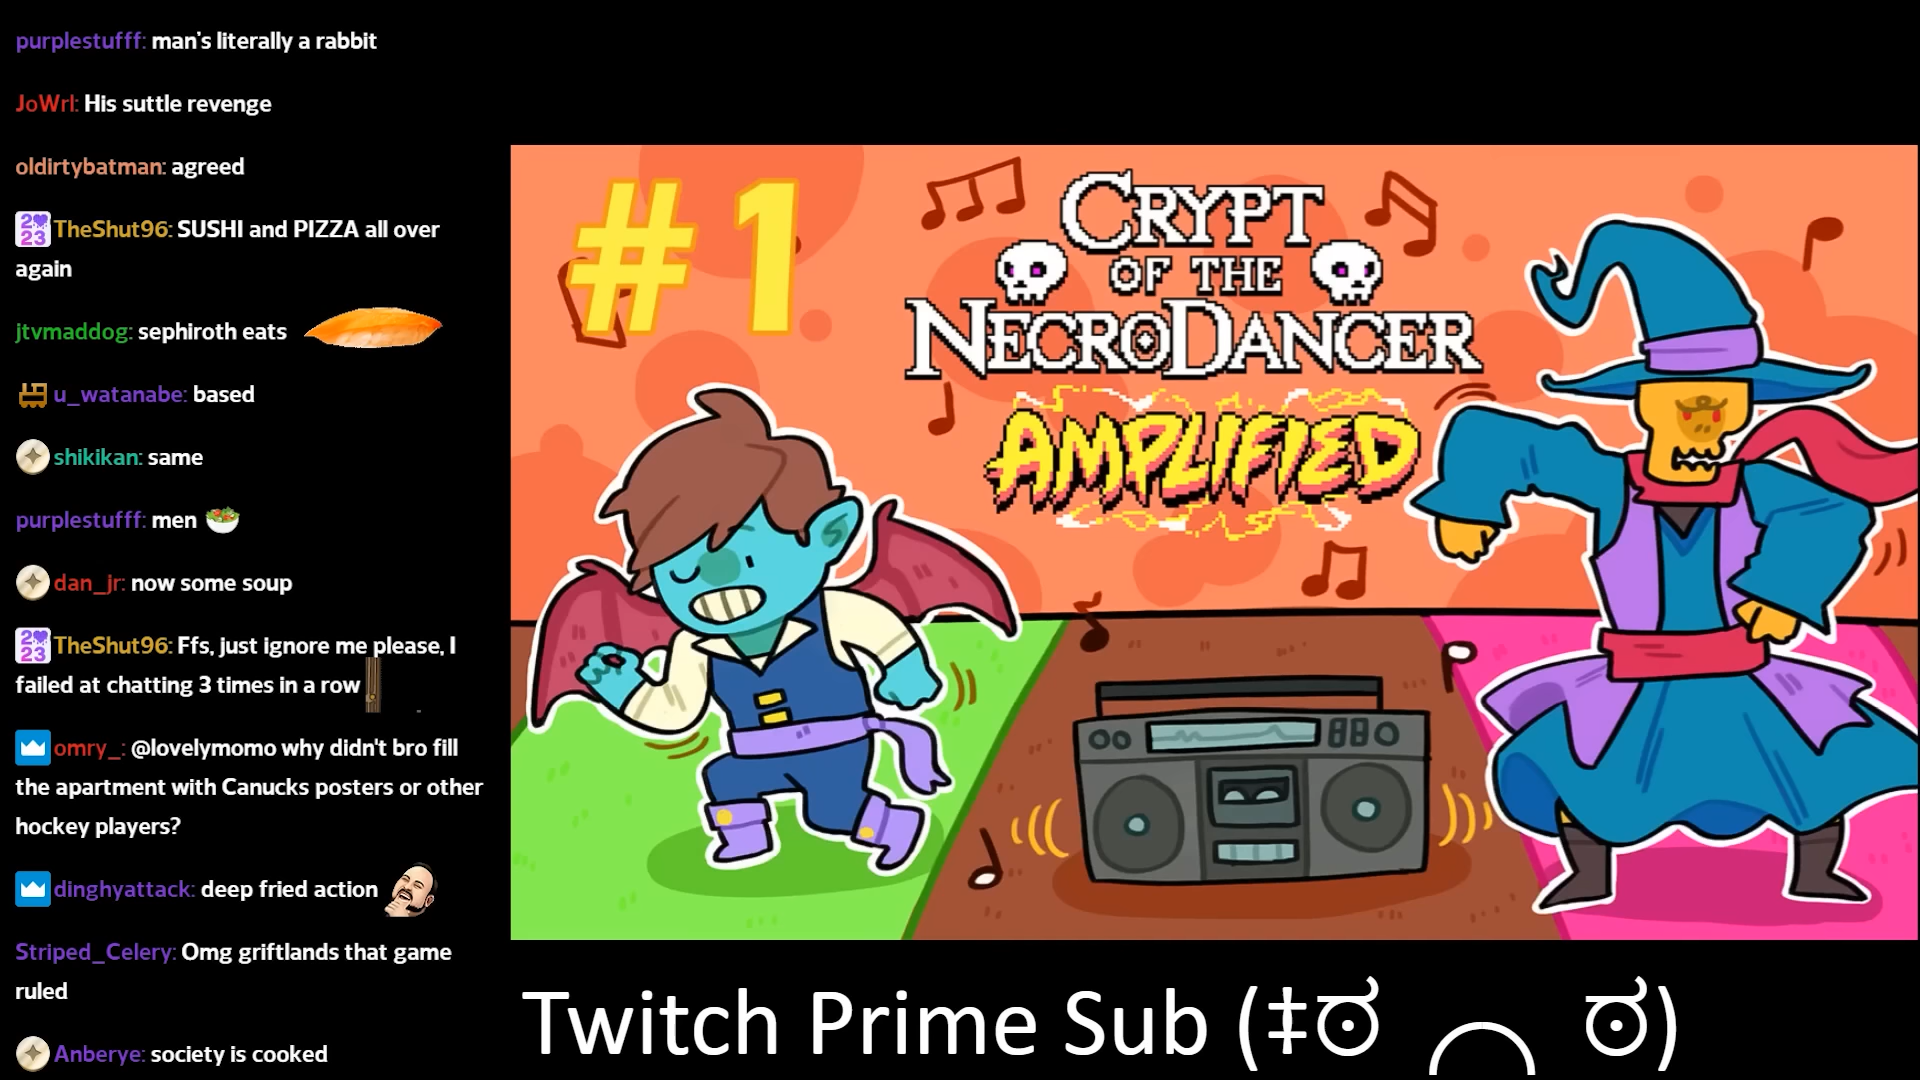 purplestufff: man's literally a rabbit
JoWrl: His suttle revenge
oldirtybatman: agreed
TheShut96: SUSHI and PIZZA all over
again
jtvmaddog: sephiroth eats
u_watanabe: based
shikikan: same
purplestufff: men
dan_jr: now some soup
TheShut96: Ffs, just ignore me please, I
failed at chatting 3 times in a row
omry_: @lovelymomo why didn't bro fill
the apartment with Canucks posters or other
hockey players?
dinghyattack: deep fried action
Striped_Celery: Omg griftlands that game
ruled
Anberye: society is cooked
#1
CRYPT
OF THE
NECRODANCER
AMPLIFIED
Twitch Prime Sub (‡ಠ ⁔ ಠ)